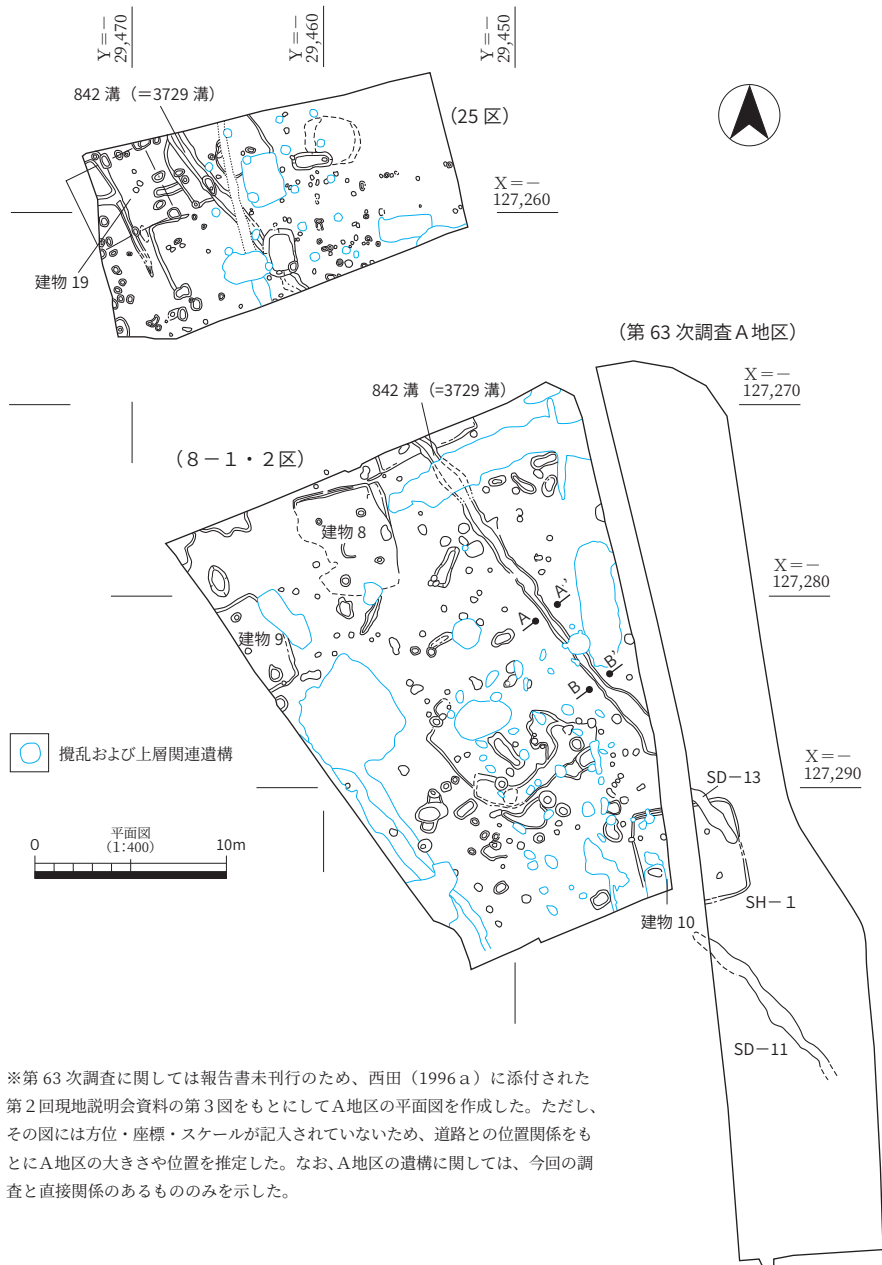 Y＝－
29,470
Y＝－
29,460
Y＝－
29,450
842 溝（＝3729 溝）
（25 区）
X＝－
127,260
建物 19
（第 63 次調査Ａ地区）
X＝－
127,270
842 溝（=3729 溝）
（８－１・２区）
建物 8
X＝－
127,280
A
A’
建物 9
B
B’
攪乱および上層関連遺構
X＝－
127,290
SD－13
0
平面図
（1:400）
10m
SH－１
建物 10
SD－11
※第 63 次調査に関しては報告書未刊行のため、西田（1996ａ）に添付された
第２回現地説明会資料の第３図をもとにしてＡ地区の平面図を作成した。ただし、
その図には方位・座標・スケールが記入されていないため、道路との位置関係をも
とにＡ地区の大きさや位置を推定した。なお、Ａ地区の遺構に関しては、今回の調
査と直接関係のあるもののみを示した。